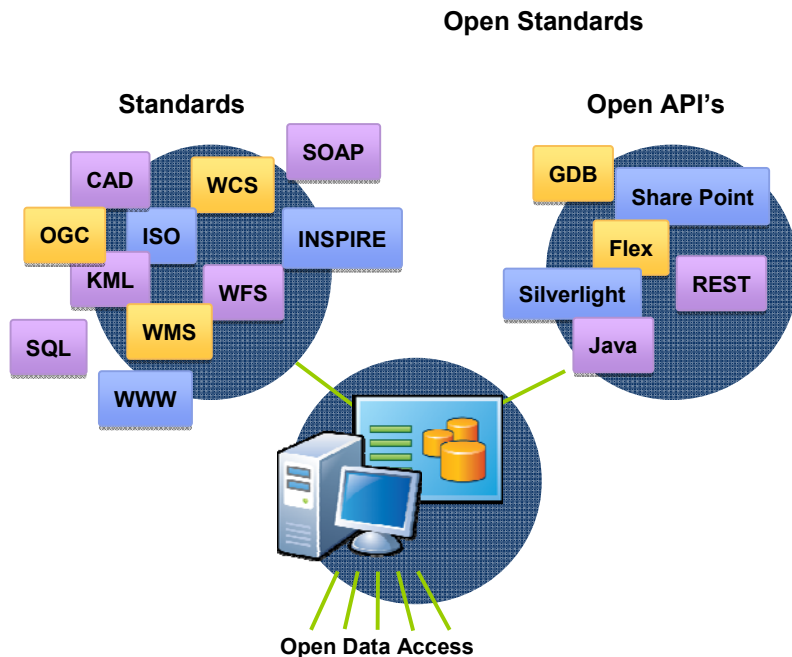 Open Standards
Standards
Open API's
SOAP
CAD
WCS
OGC
ISO
INSPIRE
KML
WFS
WMS
SQL
WWW
GDB
Share Point
Flex
Silverlight
REST
Java
Open Data Access